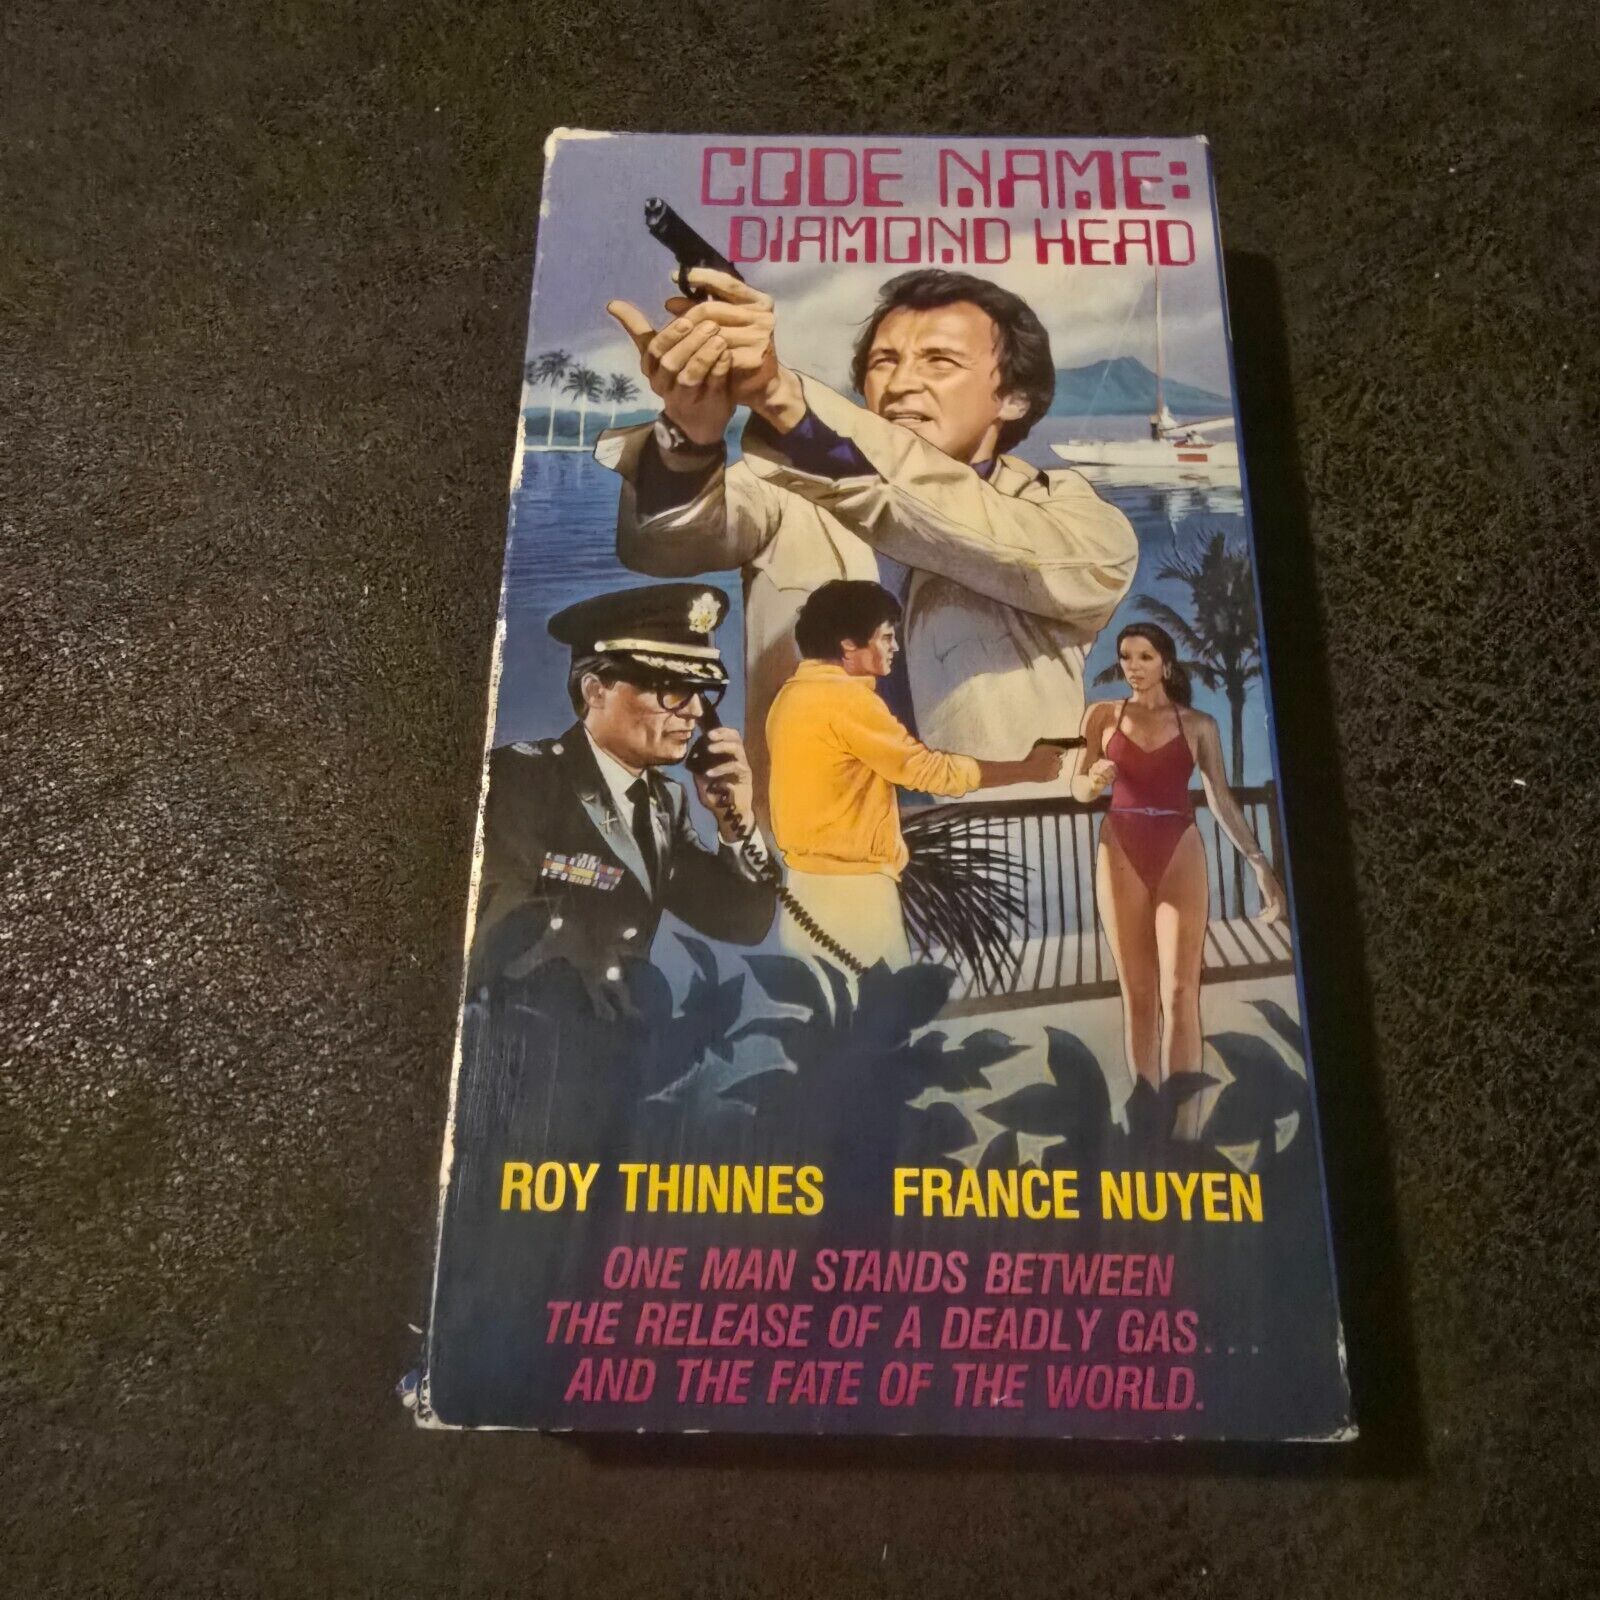 CODE NAME:
DIAMOND HEAD
ROY THINNES FRANCE NUYEN
ONE MAN STANDS BETWEEN
THE RELEASE OF A DEADLY GAS...
AND THE FATE OF THE WORLD.